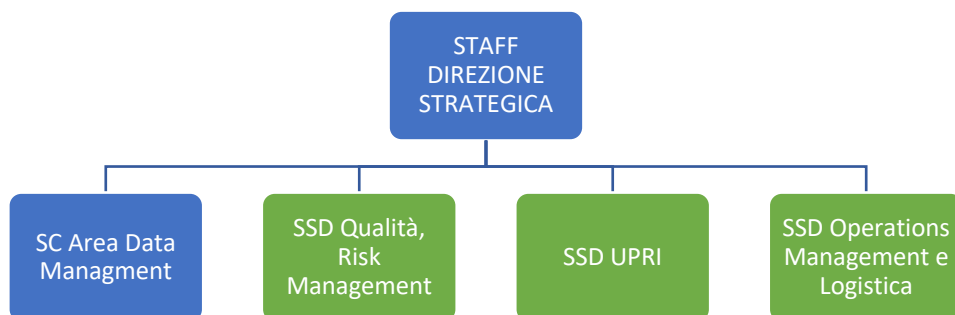 STAFF
DIREZIONE
STRATEGICA
SC Area Data
Managment
SSD Qualità,
Risk
Management
SSD UPRI
SSD Operations
Management e
Logistica